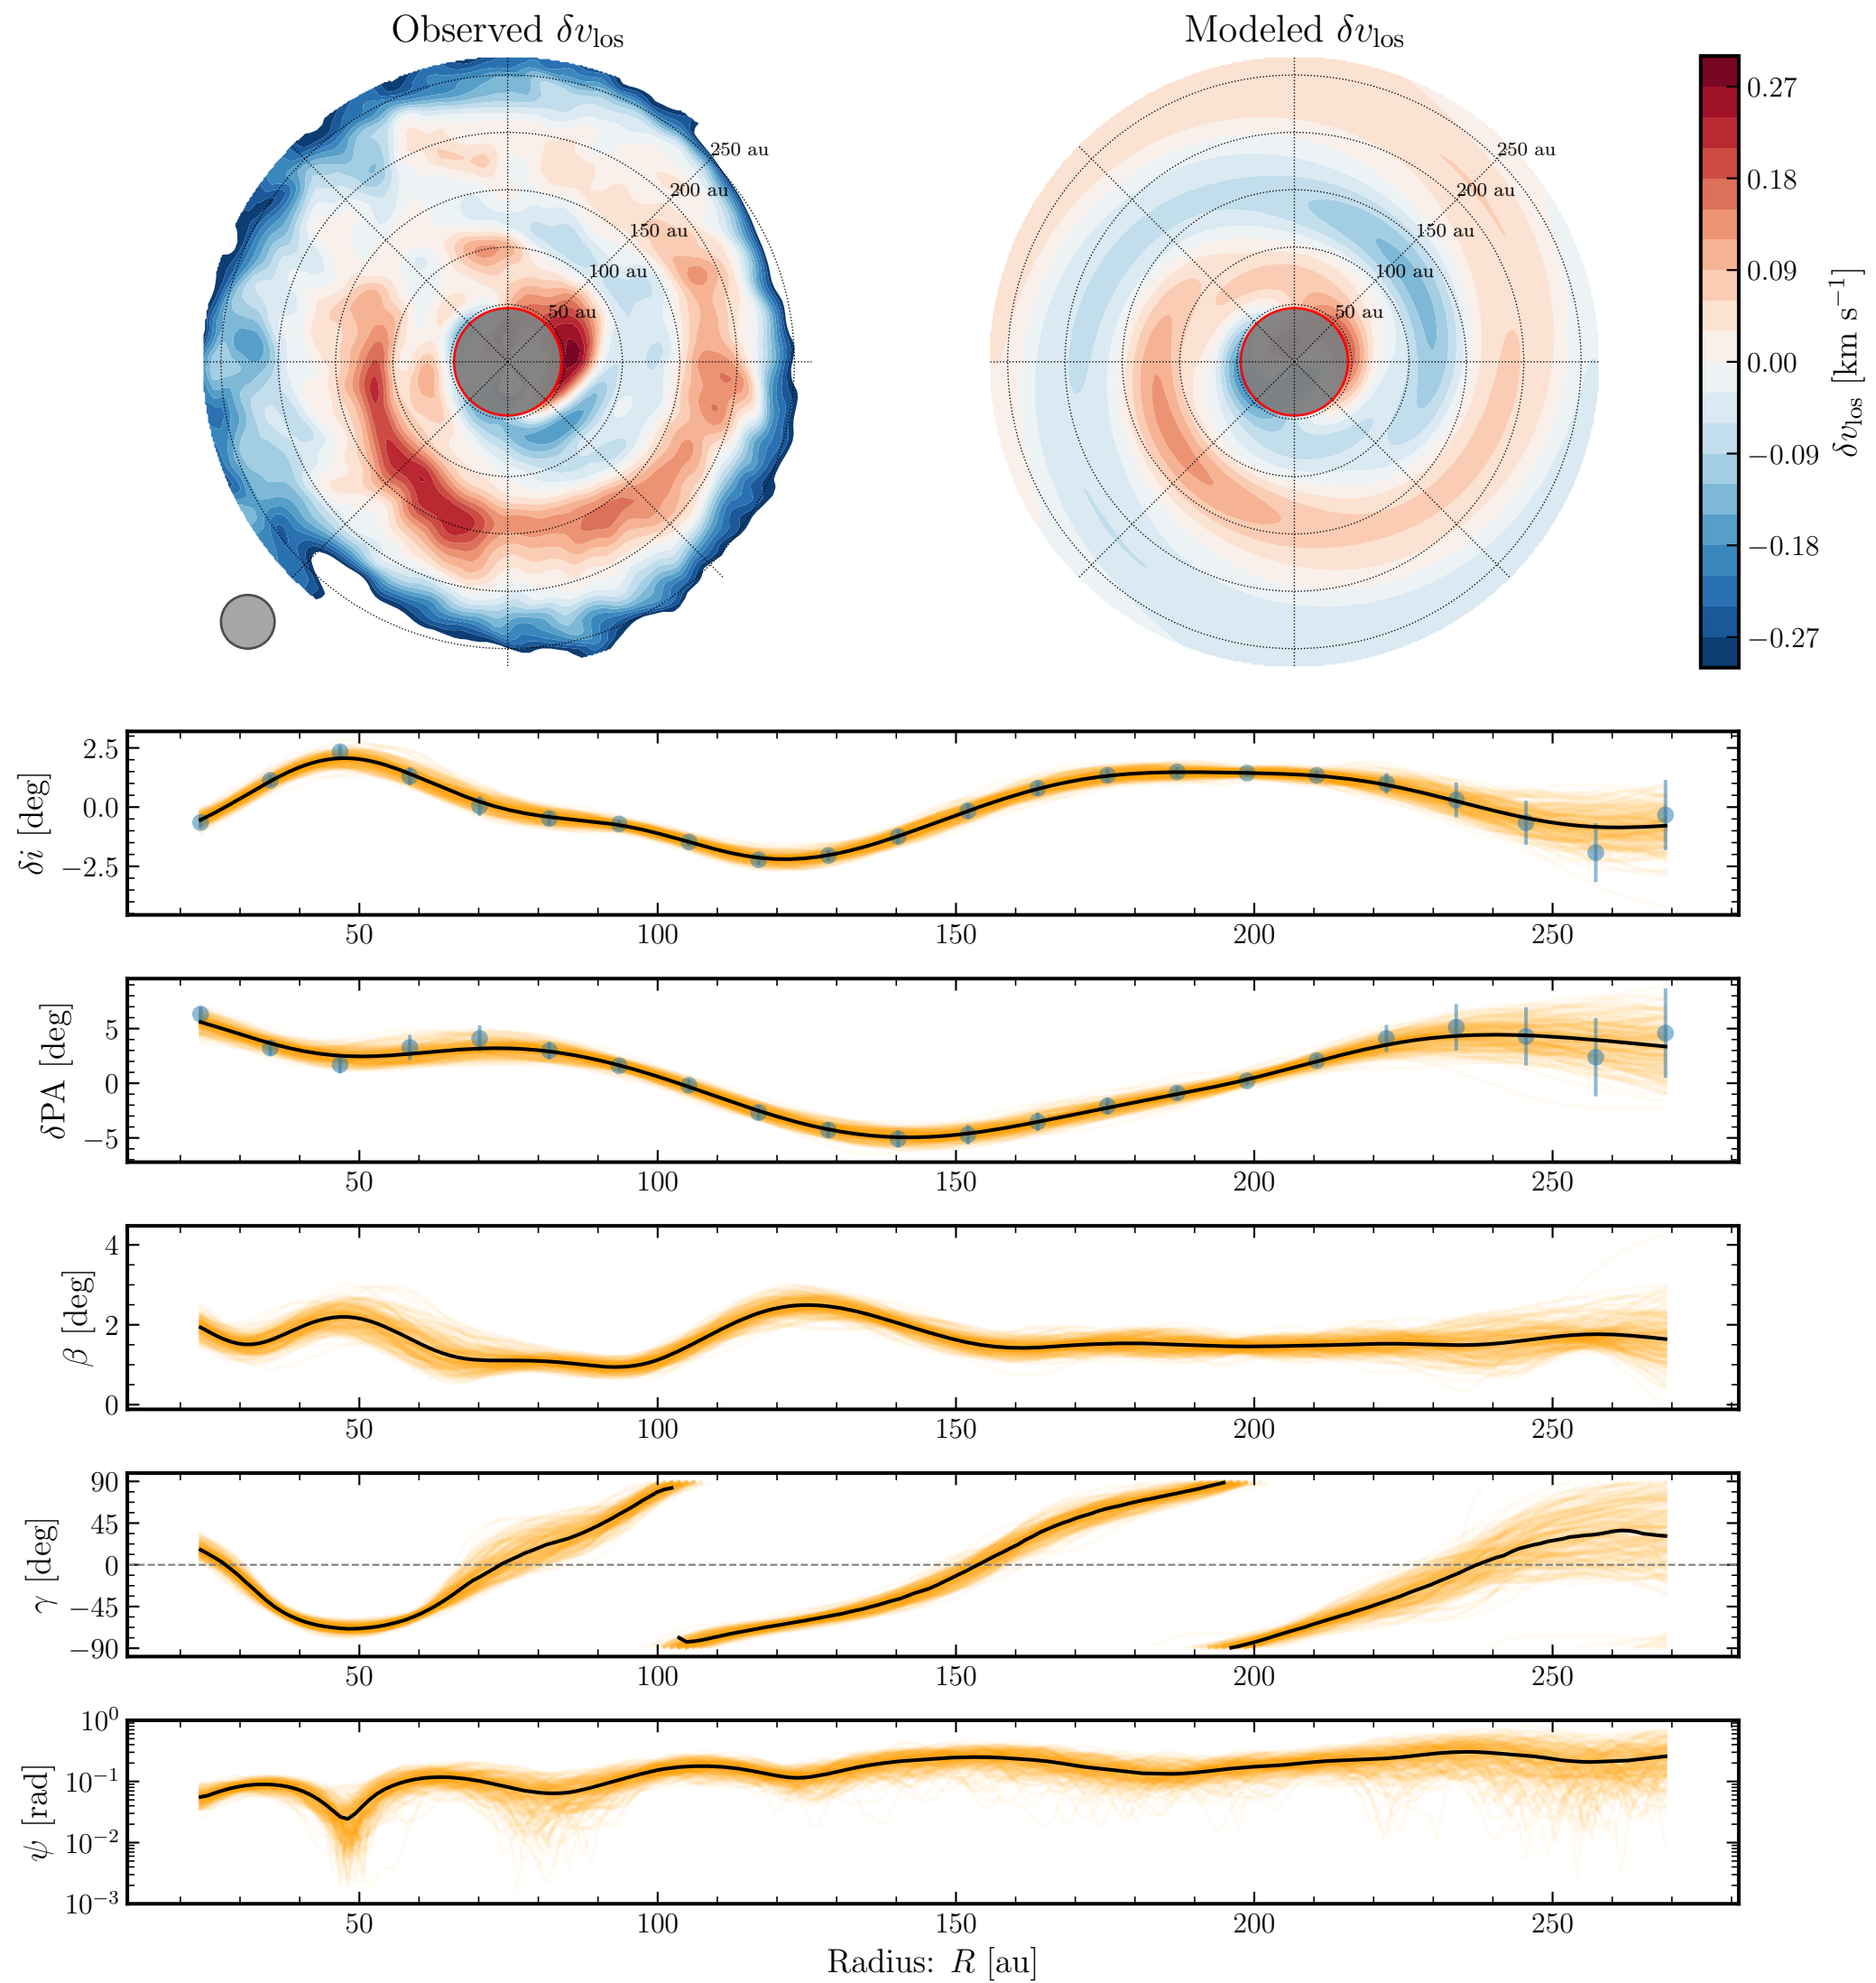 Observed δv_los
Modeled δv_los
250 au
200 au
150 au
100 au
50 au
250 au
200 au
150 au
100 au
50 au
0.27
0.18
0.09
0.00
−0.09
−0.18
−0.27
δv_los [km s⁻¹]
δi [deg]
2.5
0.0
−2.5
50 100 150 200 250
δPA [deg]
5
0
−5
50 100 150 200 250
β [deg]
4
2
0
50 100 150 200 250
γ [deg]
90
45
0
−45
−90
50 100 150 200 250
ψ [rad]
10⁰
10⁻¹
10⁻²
10⁻³
50 100 150 200 250
Radius: R [au]